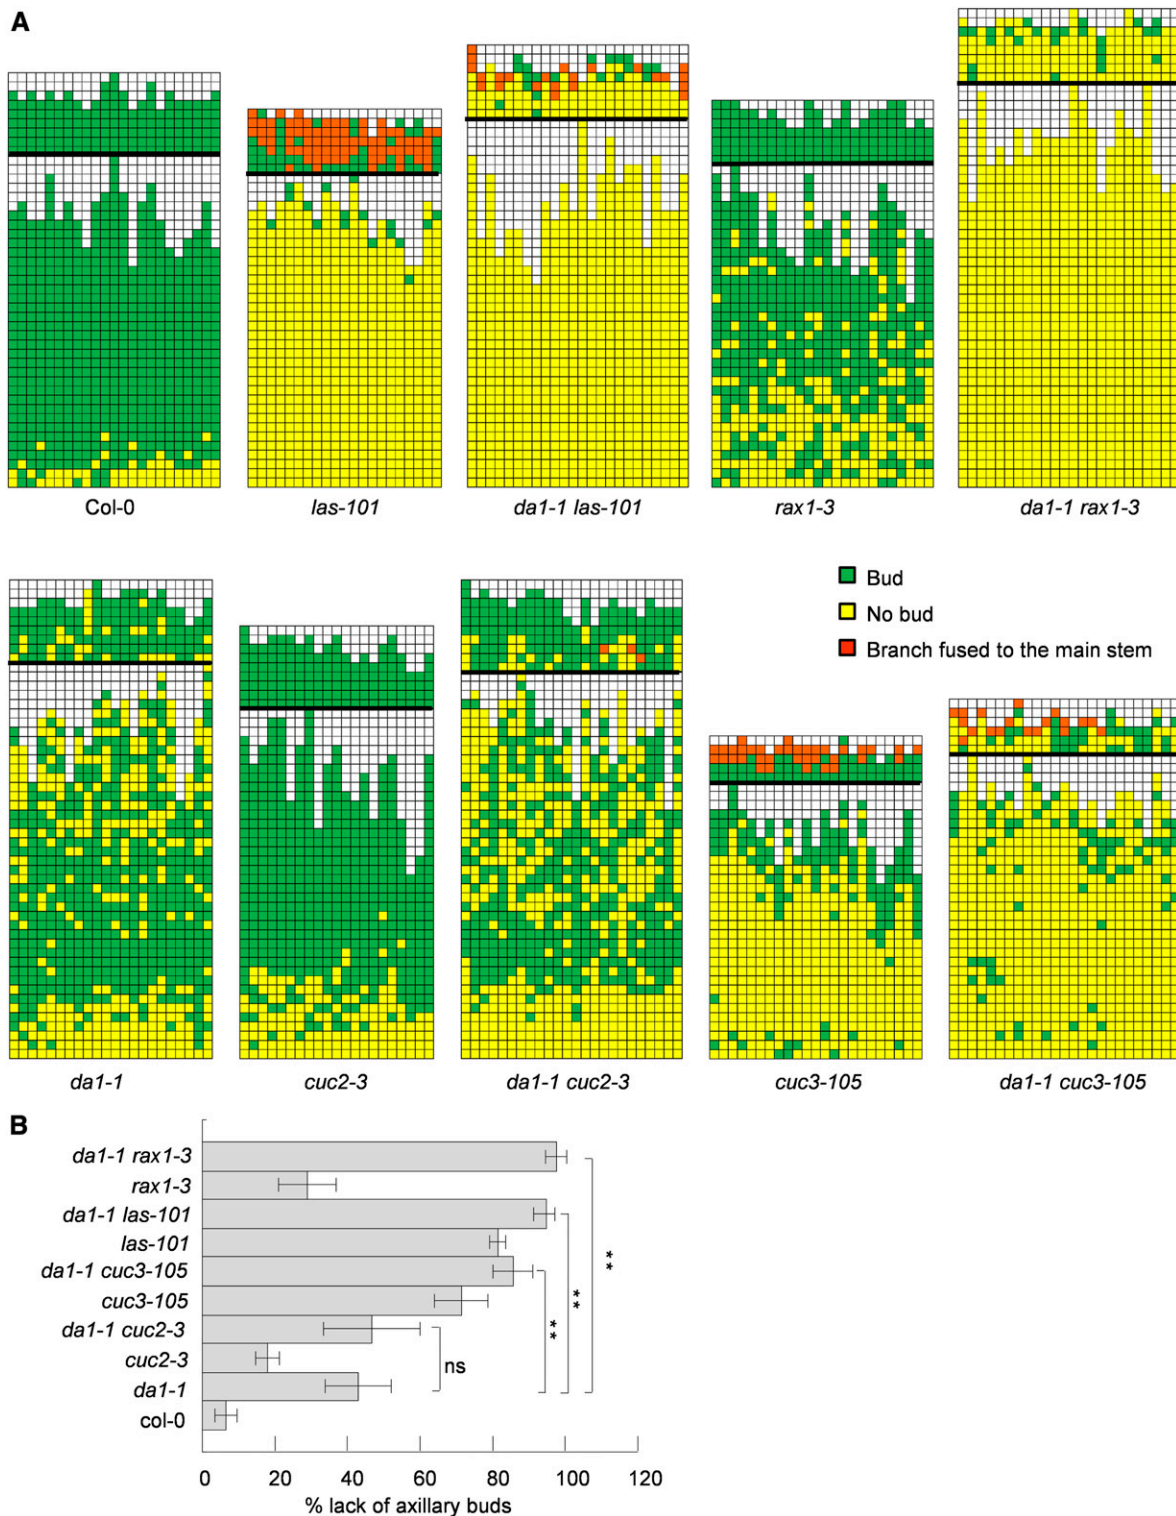 A
Col-0
las-101
da1-1 las-101
rax1-3
da1-1 rax1-3
Bud
No bud
Branch fused to the main stem
da1-1
cuc2-3
da1-1 cuc2-3
cuc3-105
da1-1 cuc3-105
B
da1-1 rax1-3
rax1-3
da1-1 las-101
las-101
da1-1 cuc3-105
cuc3-105
da1-1 cuc2-3
cuc2-3
da1-1
col-0
ns
**
**
**
0 20 40 60 80 100 120
% lack of axillary buds